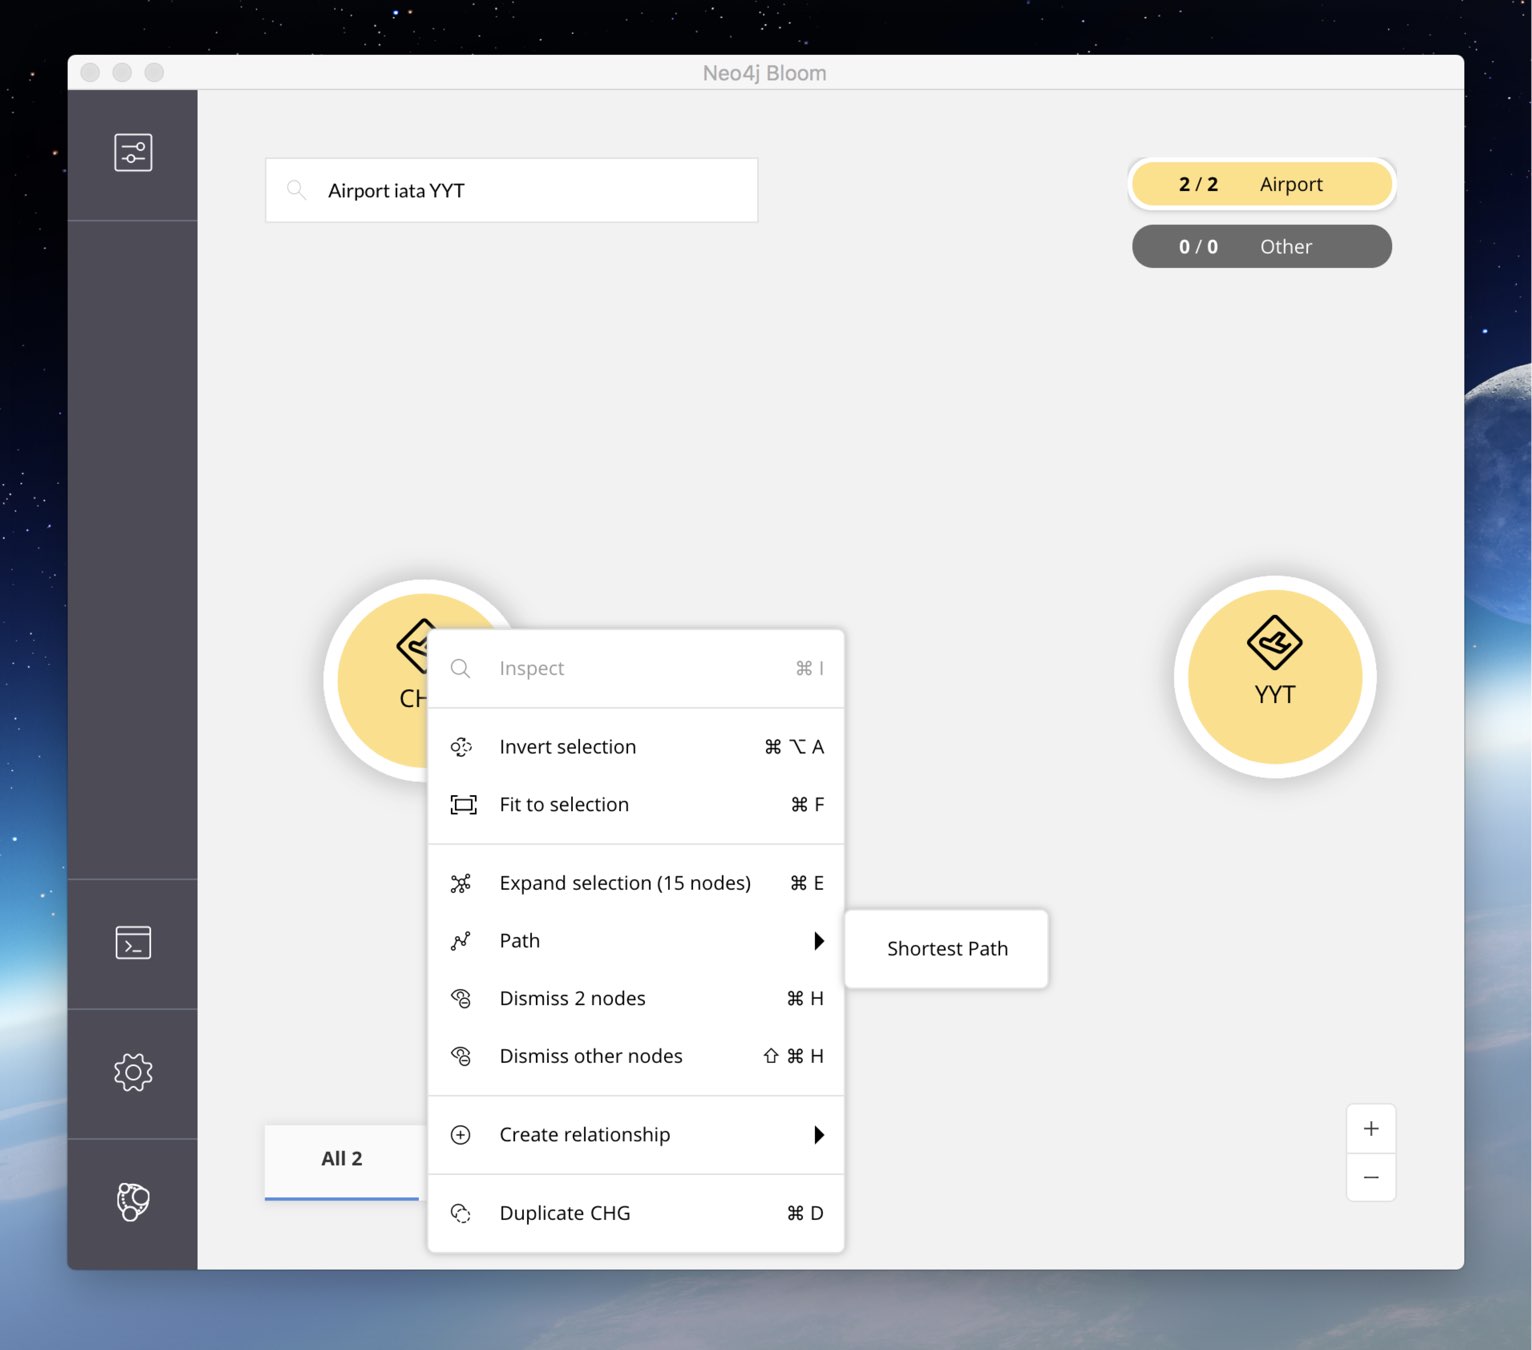 Neo4j Bloom
Airport iata YYT
2 / 2 Airport
0 / 0 Other
CH
YYT
Inspect ⌘ I
Invert selection ⌘ ⌥ A
Fit to selection ⌘ F
Expand selection (15 nodes) ⌘ E
Path
Shortest Path
Dismiss 2 nodes ⌘ H
Dismiss other nodes ⇧ ⌘ H
Create relationship
All 2
Duplicate CHG ⌘ D